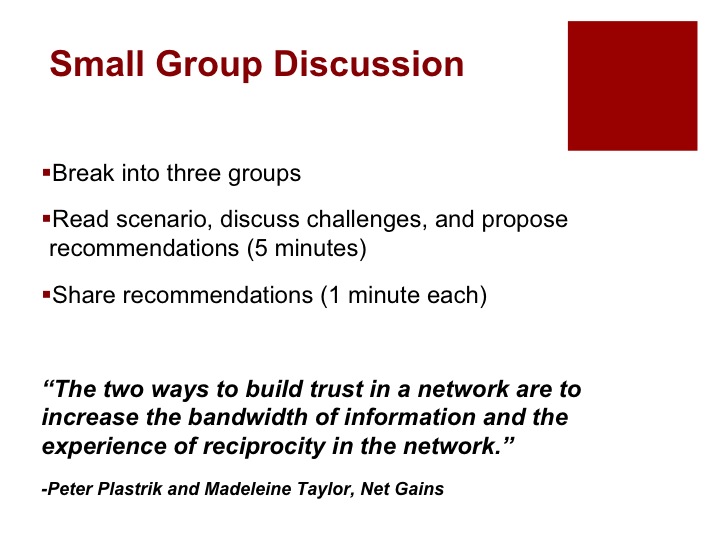 Small Group Discussion
▪Break into three groups
▪Read scenario, discuss challenges, and propose
recommendations (5 minutes)
▪Share recommendations (1 minute each)
“The two ways to build trust in a network are to
increase the bandwidth of information and the
experience of reciprocity in the network.”
-Peter Plastrik and Madeleine Taylor, Net Gains